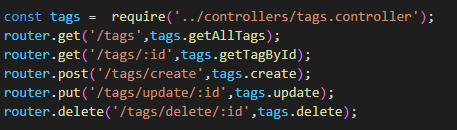 const tags =  require('../controllers/tags.controller');
router.get('/tags',tags.getAllTags);
router.get('/tags/:id',tags.getTagById);
router.post('/tags/create',tags.create);
router.put('/tags/update/:id',tags.update);
router.delete('/tags/delete/:id',tags.delete);